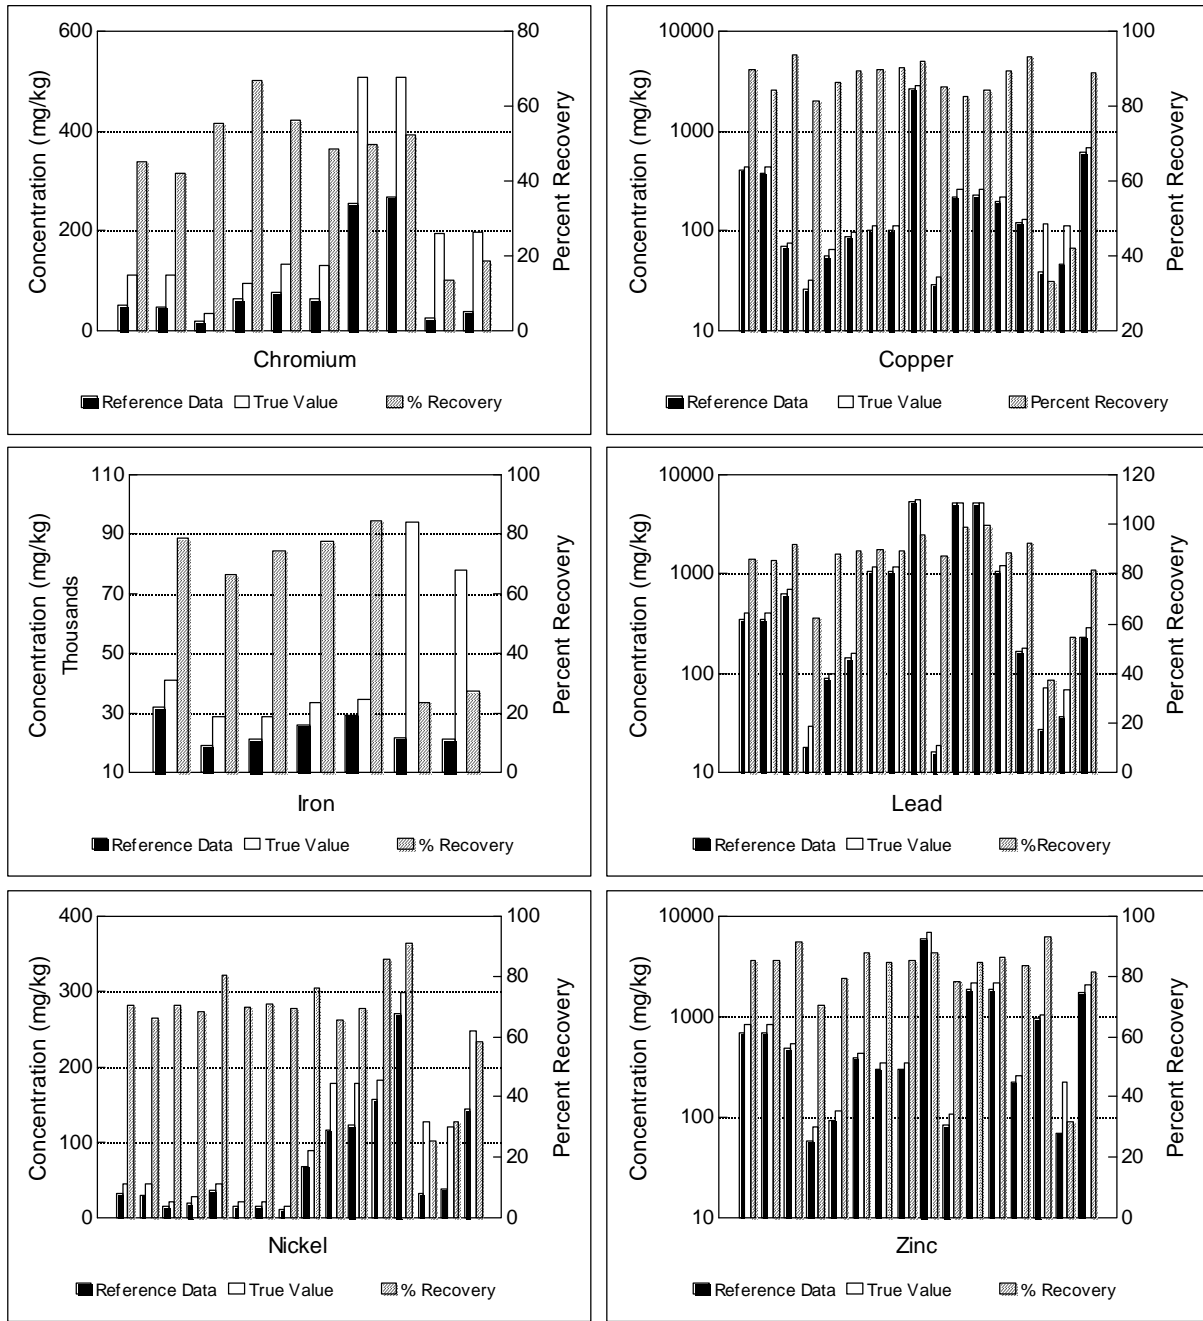 600
400
200
0
80
60
40
20
0
Concentration (mg/kg)
Percent Recovery
Chromium
Reference Data True Value % Recovery
10000
1000
100
10
100
80
60
40
20
Concentration (mg/kg)
Percent Recovery
Copper
Reference Data True Value Percent Recovery
110
90
70
50
30
10
100
80
60
40
20
0
Concentration (mg/kg)
Thousands
Percent Recovery
Iron
Reference Data True Value % Recovery
10000
1000
100
10
120
100
80
60
40
20
0
Concentration (mg/kg)
Percent Recovery
Lead
Reference Data True Value %Recovery
400
300
200
100
0
100
80
60
40
20
0
Concentration (mg/kg)
Percent Recovery
Nickel
Reference Data True Value % Recovery
10000
1000
100
10
100
80
60
40
20
0
Concentration (mg/kg)
Percent Recovery
Zinc
Reference Data True Value % Recovery